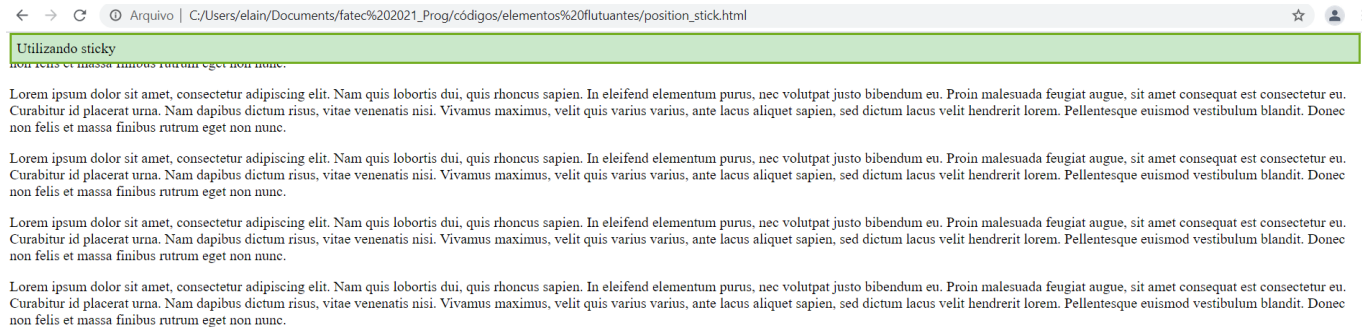 Arquivo | C:/Users/elain/Documents/fatec%202021_Prog/códigos/elementos%20flutuantes/position_stick.html
Utilizando sticky
non felis et massa finibus rutrum eget non nunc.
Lorem ipsum dolor sit amet, consectetur adipiscing elit. Nam quis lobortis dui, quis rhoncus sapien. In eleifend elementum purus, nec volutpat justo bibendum eu. Proin malesuada feugiat augue, sit amet consequat est consectetur eu.
Curabitur id placerat urna. Nam dapibus dictum risus, vitae venenatis nisi. Vivamus maximus, velit quis varius varius, ante lacus aliquet sapien, sed dictum lacus velit hendrerit lorem. Pellentesque euismod vestibulum blandit. Donec
non felis et massa finibus rutrum eget non nunc.
Lorem ipsum dolor sit amet, consectetur adipiscing elit. Nam quis lobortis dui, quis rhoncus sapien. In eleifend elementum purus, nec volutpat justo bibendum eu. Proin malesuada feugiat augue, sit amet consequat est consectetur eu.
Curabitur id placerat urna. Nam dapibus dictum risus, vitae venenatis nisi. Vivamus maximus, velit quis varius varius, ante lacus aliquet sapien, sed dictum lacus velit hendrerit lorem. Pellentesque euismod vestibulum blandit. Donec
non felis et massa finibus rutrum eget non nunc.
Lorem ipsum dolor sit amet, consectetur adipiscing elit. Nam quis lobortis dui, quis rhoncus sapien. In eleifend elementum purus, nec volutpat justo bibendum eu. Proin malesuada feugiat augue, sit amet consequat est consectetur eu.
Curabitur id placerat urna. Nam dapibus dictum risus, vitae venenatis nisi. Vivamus maximus, velit quis varius varius, ante lacus aliquet sapien, sed dictum lacus velit hendrerit lorem. Pellentesque euismod vestibulum blandit. Donec
non felis et massa finibus rutrum eget non nunc.
Lorem ipsum dolor sit amet, consectetur adipiscing elit. Nam quis lobortis dui, quis rhoncus sapien. In eleifend elementum purus, nec volutpat justo bibendum eu. Proin malesuada feugiat augue, sit amet consequat est consectetur eu.
Curabitur id placerat urna. Nam dapibus dictum risus, vitae venenatis nisi. Vivamus maximus, velit quis varius varius, ante lacus aliquet sapien, sed dictum lacus velit hendrerit lorem. Pellentesque euismod vestibulum blandit. Donec
non felis et massa finibus rutrum eget non nunc.